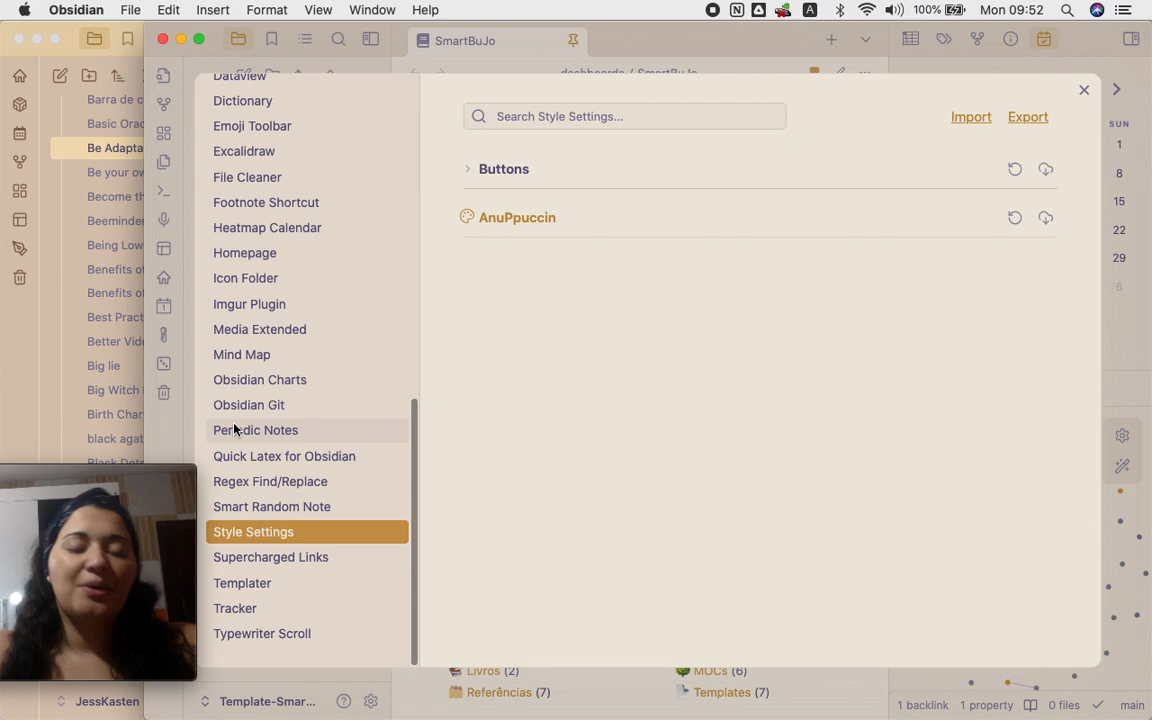 Obsidian File Edit Insert Format View Window Help
N A 100% Mon 09:52
SmartBuJo
dashboards / SmartBuJo
Barra de c
Basic Orac
Be Adapta
Be your ow
Become th
Beeminder
Being Low
Benefits of
Benefits of
Best Pract
Better Vid
Big lie
Big Witch
Birth Char
black agat
JessKasten
Dataview
Dictionary
Emoji Toolbar
Excalidraw
File Cleaner
Footnote Shortcut
Heatmap Calendar
Homepage
Icon Folder
Imgur Plugin
Media Extended
Mind Map
Obsidian Charts
Obsidian Git
Periodic Notes
Quick Latex for Obsidian
Regex Find/Replace
Smart Random Note
Style Settings
Supercharged Links
Templater
Tracker
Typewriter Scroll
Template-Smar...
Search Style Settings...
Import Export
Buttons
AnuPpuccin
Livros (2)
MOCs (6)
Referências (7)
Templates (7)
SUN
1
8
15
22
29
6
1 backlink 1 property 0 files main